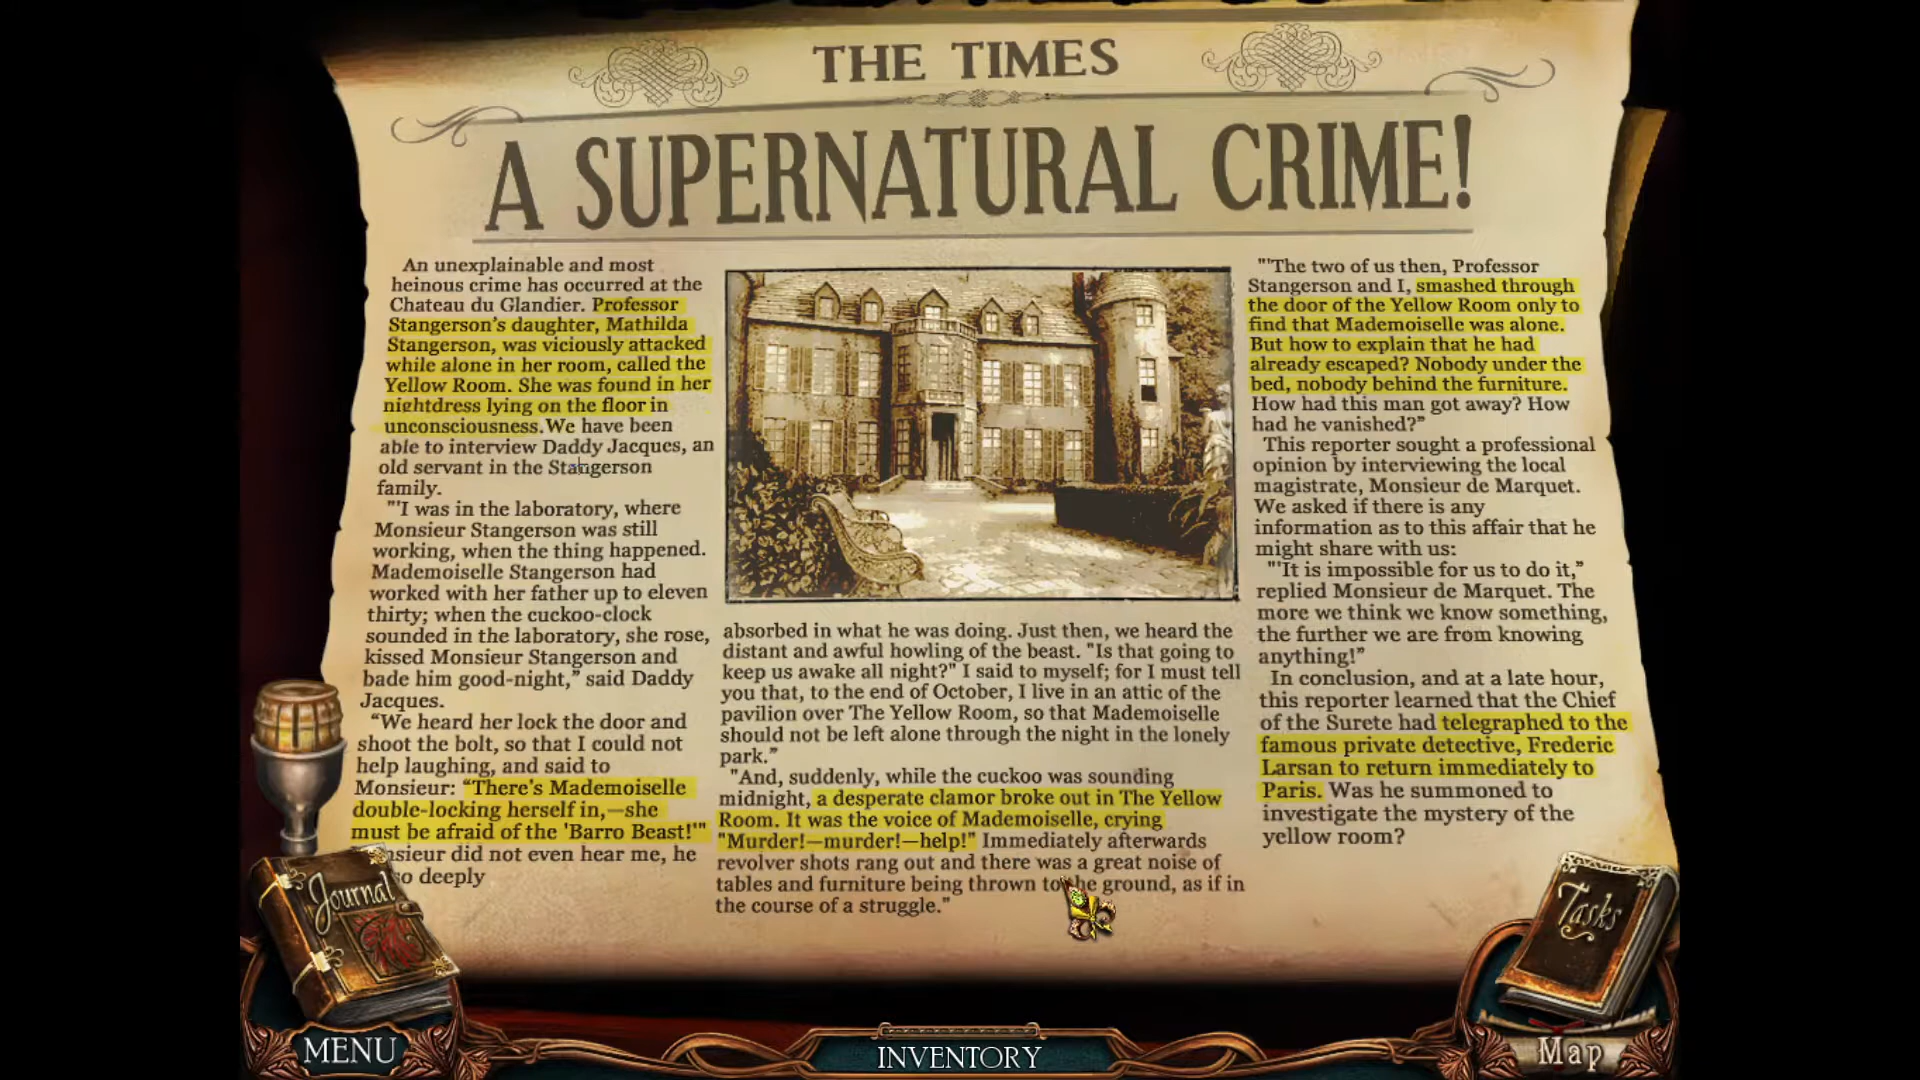 THE TIMES
A SUPERNATURAL CRIME!
An unexplainable and most
heinous crime has occurred at the
Chateau du Glandier. Professor
Stangerson's daughter, Mathilda
Stangerson, was viciously attacked
while alone in her room, called the
Yellow Room. She was found in her
nightdress lying on the floor in
unconsciousness.We have been
able to interview Daddy Jacques, an
old servant in the Stangerson
family.
"'I was in the laboratory, where
Monsieur Stangerson was still
working, when the thing happened.
Mademoiselle Stangerson had
worked with her father up to eleven
thirty; when the cuckoo-clock
sounded in the laboratory, she rose,
kissed Monsieur Stangerson and
bade him good-night,” said Daddy
Jacques.
“We heard her lock the door and
shoot the bolt, so that I could not
help laughing, and said to
Monsieur: “There's Mademoiselle
double-locking herself in,—she
must be afraid of the 'Barro Beast!'"
nsieur did not even hear me, he
so deeply
absorbed in what he was doing. Just then, we heard the
distant and awful howling of the beast. "Is that going to
keep us awake all night?" I said to myself; for I must tell
you that, to the end of October, I live in an attic of the
pavilion over The Yellow Room, so that Mademoiselle
should not be left alone through the night in the lonely
park.”
"And, suddenly, while the cuckoo was sounding
midnight, a desperate clamor broke out in The Yellow
Room. It was the voice of Mademoiselle, crying
"Murder!—murder!—help!" Immediately afterwards
revolver shots rang out and there was a great noise of
tables and furniture being thrown to the ground, as if in
the course of a struggle."
"'The two of us then, Professor
Stangerson and I, smashed through
the door of the Yellow Room only to
find that Mademoiselle was alone.
But how to explain that he had
already escaped? Nobody under the
bed, nobody behind the furniture.
How had this man got away? How
had he vanished?”
This reporter sought a professional
opinion by interviewing the local
magistrate, Monsieur de Marquet.
We asked if there is any
information as to this affair that he
might share with us:
"'It is impossible for us to do it,”
replied Monsieur de Marquet. The
more we think we know something,
the further we are from knowing
anything!”
In conclusion, and at a late hour,
this reporter learned that the Chief
of the Surete had telegraphed to the
famous private detective, Frederic
Larsan to return immediately to
Paris. Was he summoned to
investigate the mystery of the
yellow room?
Journal
Tasks
MENU
INVENTORY
Map